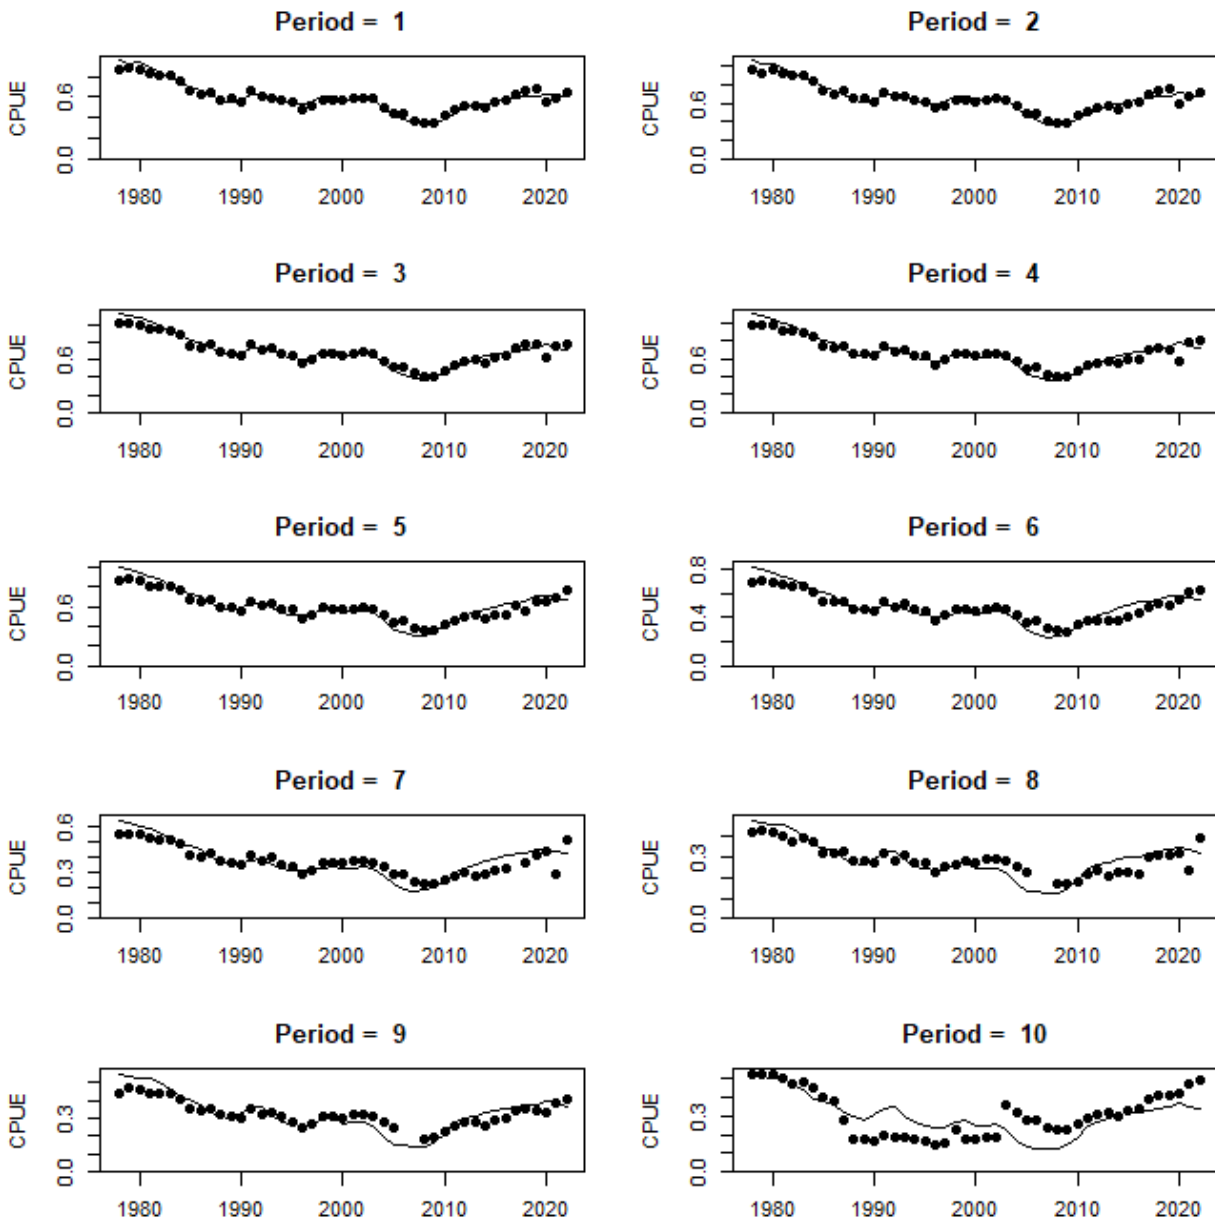 Period = 1
Period = 2
CPUE
0.0 0.6
CPUE
0.0 0.6
1980 1990 2000 2010 2020
1980 1990 2000 2010 2020
Period = 3
Period = 4
CPUE
0.0 0.6
CPUE
0.0 0.6
1980 1990 2000 2010 2020
1980 1990 2000 2010 2020
Period = 5
Period = 6
CPUE
0.0 0.6
CPUE
0.0 0.4 0.8
1980 1990 2000 2010 2020
1980 1990 2000 2010 2020
Period = 7
Period = 8
CPUE
0.0 0.3 0.6
CPUE
0.0 0.3
1980 1990 2000 2010 2020
1980 1990 2000 2010 2020
Period = 9
Period = 10
CPUE
0.0 0.3
CPUE
0.0 0.3
1980 1990 2000 2010 2020
1980 1990 2000 2010 2020